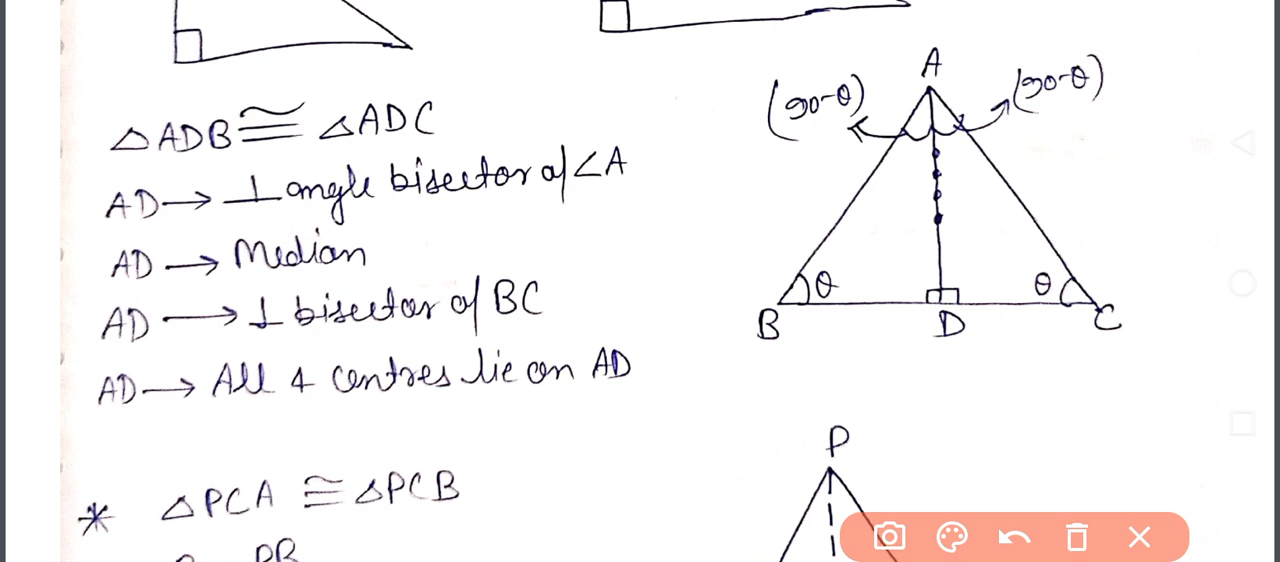 △ADB ≅ △ADC
AD → ⊥ angle bisector of ∠A
AD → Median
AD → ⊥ bisector of BC
AD → All 4 centres lie on AD
A
(90-θ)
(90-θ)
θ
θ
B
D
C
* △PCA ≅ △PCB
PB
P